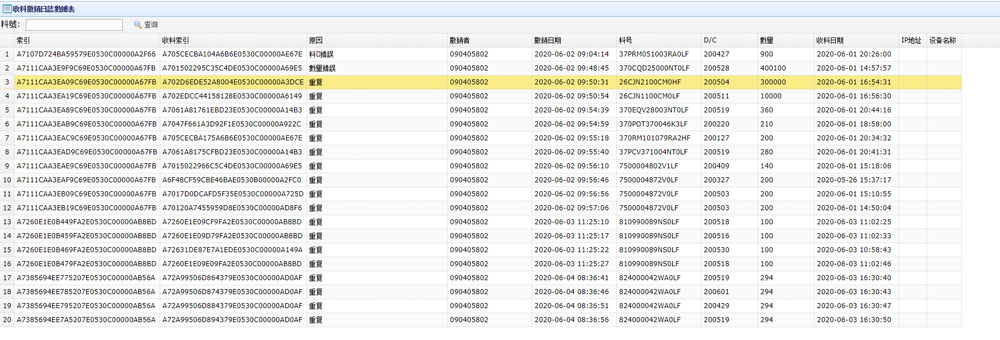 收料撤銷日誌數據表
料號: 查询
索引 收料索引 原因 撤銷者 撤銷日期 料号 D/C 數量 收料日期 IP地址 设备名称
1 A7107D724BA59579E0530C00000A2F66 A705CECBA104A6B6E0530C00000AE67E 料錯誤 090405802 2020-06-02 09:04:14 37PRM051003RA0LF 200427 900 2020-06-01 20:26:00
2 A7111CAA3E9F9C69E0530C00000A67FB A701502295C35C4DE0530C00000A69E5 數量錯誤 090405802 2020-06-02 09:48:45 370CQD25000NT0LF 200528 400100 2020-06-01 14:57:57
3 A7111CAA3EA09C69E0530C00000A67FB A702D6EDE52A8004E0530C00000A3DCE 重复 090405802 2020-06-02 09:50:31 26CJN2100CM0HF 200504 300000 2020-06-01 16:54:31
4 A7111CAA3EA19C69E0530C00000A67FB A702EDCC44158128E0530C00000A6149 重复 090405802 2020-06-02 09:50:54 26CJN1100CM0LF 200511 10000 2020-06-01 16:56:30
5 A7111CAA3EA89C69E0530C00000A67FB A7061A81761EBD23E0530C00000A14B3 重复 090405802 2020-06-02 09:54:39 370EQV28003NT0LF 200519 360 2020-06-01 20:44:16
6 A7111CAA3EAB9C69E0530C00000A67FB A7047F661A3D92F1E0530C00000A922C 重复 090405802 2020-06-02 09:54:59 370POT370046K3LF 200220 210 2020-06-01 18:58:00
7 A7111CAA3EAC9C69E0530C00000A67FB A705CECBA175A6B6E0530C00000AE67E 重复 090405802 2020-06-02 09:55:18 370RM101079RA2HF 200127 200 2020-06-01 20:34:32
8 A7111CAA3EAD9C69E0530C00000A67FB A7061A8175CFBD23E0530C00000A14B3 重复 090405802 2020-06-02 09:55:40 37PCV371004NT0LF 200519 280 2020-06-01 20:41:31
9 A7111CAA3EAE9C69E0530C00000A67FB A7015022966C5C4DE0530C00000A69E5 重复 090405802 2020-06-02 09:56:10 7500004802V1LF 200409 140 2020-06-01 15:18:06
10 A7111CAA3EAF9C69E0530C00000A67FB A6F48CF59CBE46BAE0530B00000A2FC0 重复 090405802 2020-06-02 09:56:46 7500004872V0LF 200327 200 2020-05-26 15:37:17
11 A7111CAA3EB09C69E0530C00000A67FB A7017D0DCAFD5F35E0530C00000A725D 重复 090405802 2020-06-02 09:56:56 7500004872V0LF 200503 200 2020-06-01 15:10:55
12 A7111CAA3EB19C69E0530C00000A67FB A70120A7455959D8E0530C00000AD8F6 重复 090405802 2020-06-02 09:57:06 7500004872V0LF 200503 200 2020-06-01 14:50:04
13 A7260E1E0B449FA2E0530C00000AB8BD A7260E1E09CF9FA2E0530C00000AB8BD 重复 090405802 2020-06-03 11:25:10 810990089NS0LF 200518 100 2020-06-03 11:02:25
14 A7260E1E0B459FA2E0530C00000AB8BD A7260E1E09D79FA2E0530C00000AB8BD 重复 090405802 2020-06-03 11:25:17 810990089NS0LF 200516 100 2020-06-03 11:02:33
15 A7260E1E0B469FA2E0530C00000AB8BD A72631DE87E7A1EDE0530C00000A149A 重复 090405802 2020-06-03 11:25:22 810990089NS0LF 200530 100 2020-06-03 10:58:43
16 A7260E1E0B479FA2E0530C00000AB8BD A7260E1E09E09FA2E0530C00000AB8BD 重复 090405802 2020-06-03 11:25:27 810990089NS0LF 200518 100 2020-06-03 11:02:46
17 A7385694EE775207E0530C00000AB56A A72A99506D864379E0530C00000AD0AF 重复 090405802 2020-06-04 08:36:41 824000042WA0LF 200519 294 2020-06-03 16:30:40
18 A7385694EE785207E0530C00000AB56A A72A99506D874379E0530C00000AD0AF 重复 090405802 2020-06-04 08:36:46 824000042WA0LF 200601 294 2020-06-03 16:30:43
19 A7385694EE795207E0530C00000AB56A A72A99506D884379E0530C00000AD0AF 重复 090405802 2020-06-04 08:36:51 824000042WA0LF 200429 294 2020-06-03 16:30:47
20 A7385694EE7A5207E0530C00000AB56A A72A99506D894379E0530C00000AD0AF 重复 090405802 2020-06-04 08:36:56 824000042WA0LF 200519 294 2020-06-03 16:30:50